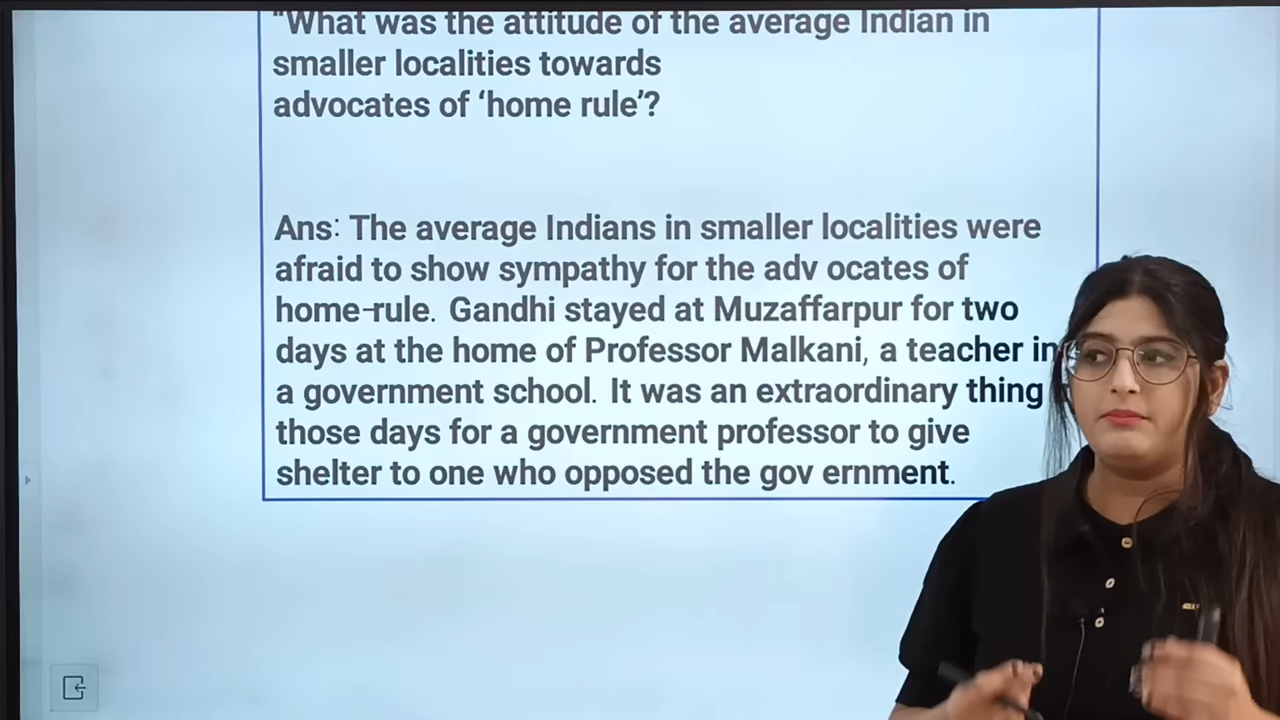 "What was the attitude of the average Indian in
smaller localities towards
advocates of ‘home rule’?
Ans: The average Indians in smaller localities were
afraid to show sympathy for the adv ocates of
home-rule. Gandhi stayed at Muzaffarpur for two
days at the home of Professor Malkani, a teacher in
a government school. It was an extraordinary thing
those days for a government professor to give
shelter to one who opposed the gov ernment.